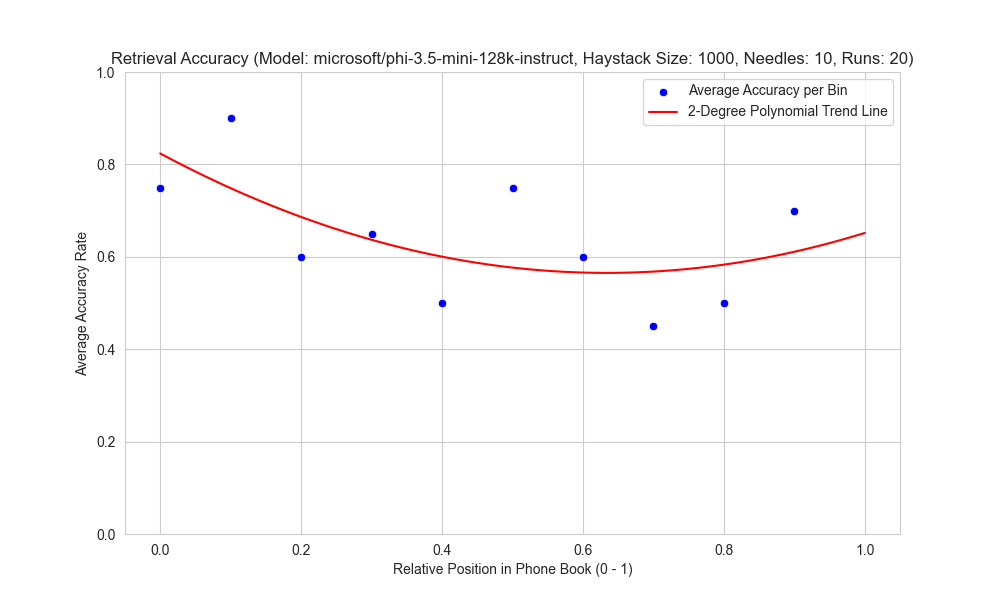 Retrieval Accuracy (Model: microsoft/phi-3.5-mini-128k-instruct, Haystack Size: 1000, Needles: 10, Runs: 20)
Average Accuracy per Bin
2-Degree Polynomial Trend Line
Average Accuracy Rate
1.0
0.8
0.6
0.4
0.2
0.0
0.0 0.2 0.4 0.6 0.8 1.0
Relative Position in Phone Book (0 - 1)